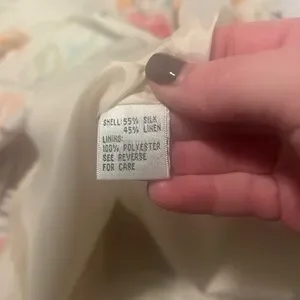 SHELL: 55% SILK
45% LINEN
LINING:
100% POLYESTER
SEE REVERSE
FOR CARE